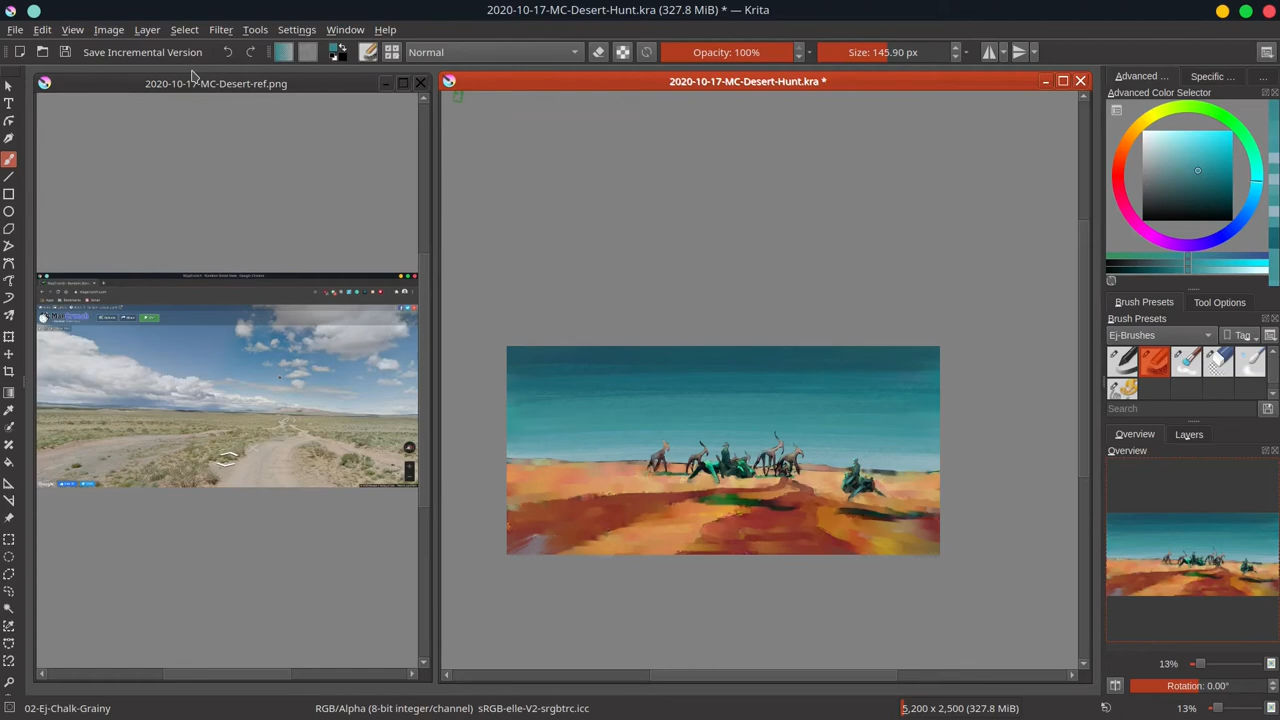 2020-10-17-MC-Desert-Hunt.kra (327.8 MiB) * — Krita
File Edit View Image Layer Select Filter Tools Settings Window Help
Save Incremental Version Normal Opacity: 100% Size: 145.90 px
2020-10-17-MC-Desert-ref.png
2020-10-17-MC-Desert-Hunt.kra *
Advanced ... Specific ... ...
Advanced Color Selector
Brush Presets Tool Options
Brush Presets
Ej-Brushes Tag
Search
Overview Layers
Overview
13%
Rotation: 0.00°
02-Ej-Chalk-Grainy RGB/Alpha (8-bit integer/channel) sRGB-elle-V2-srgbtrc.icc 5,200 x 2,500 (327.8 MiB) 13%